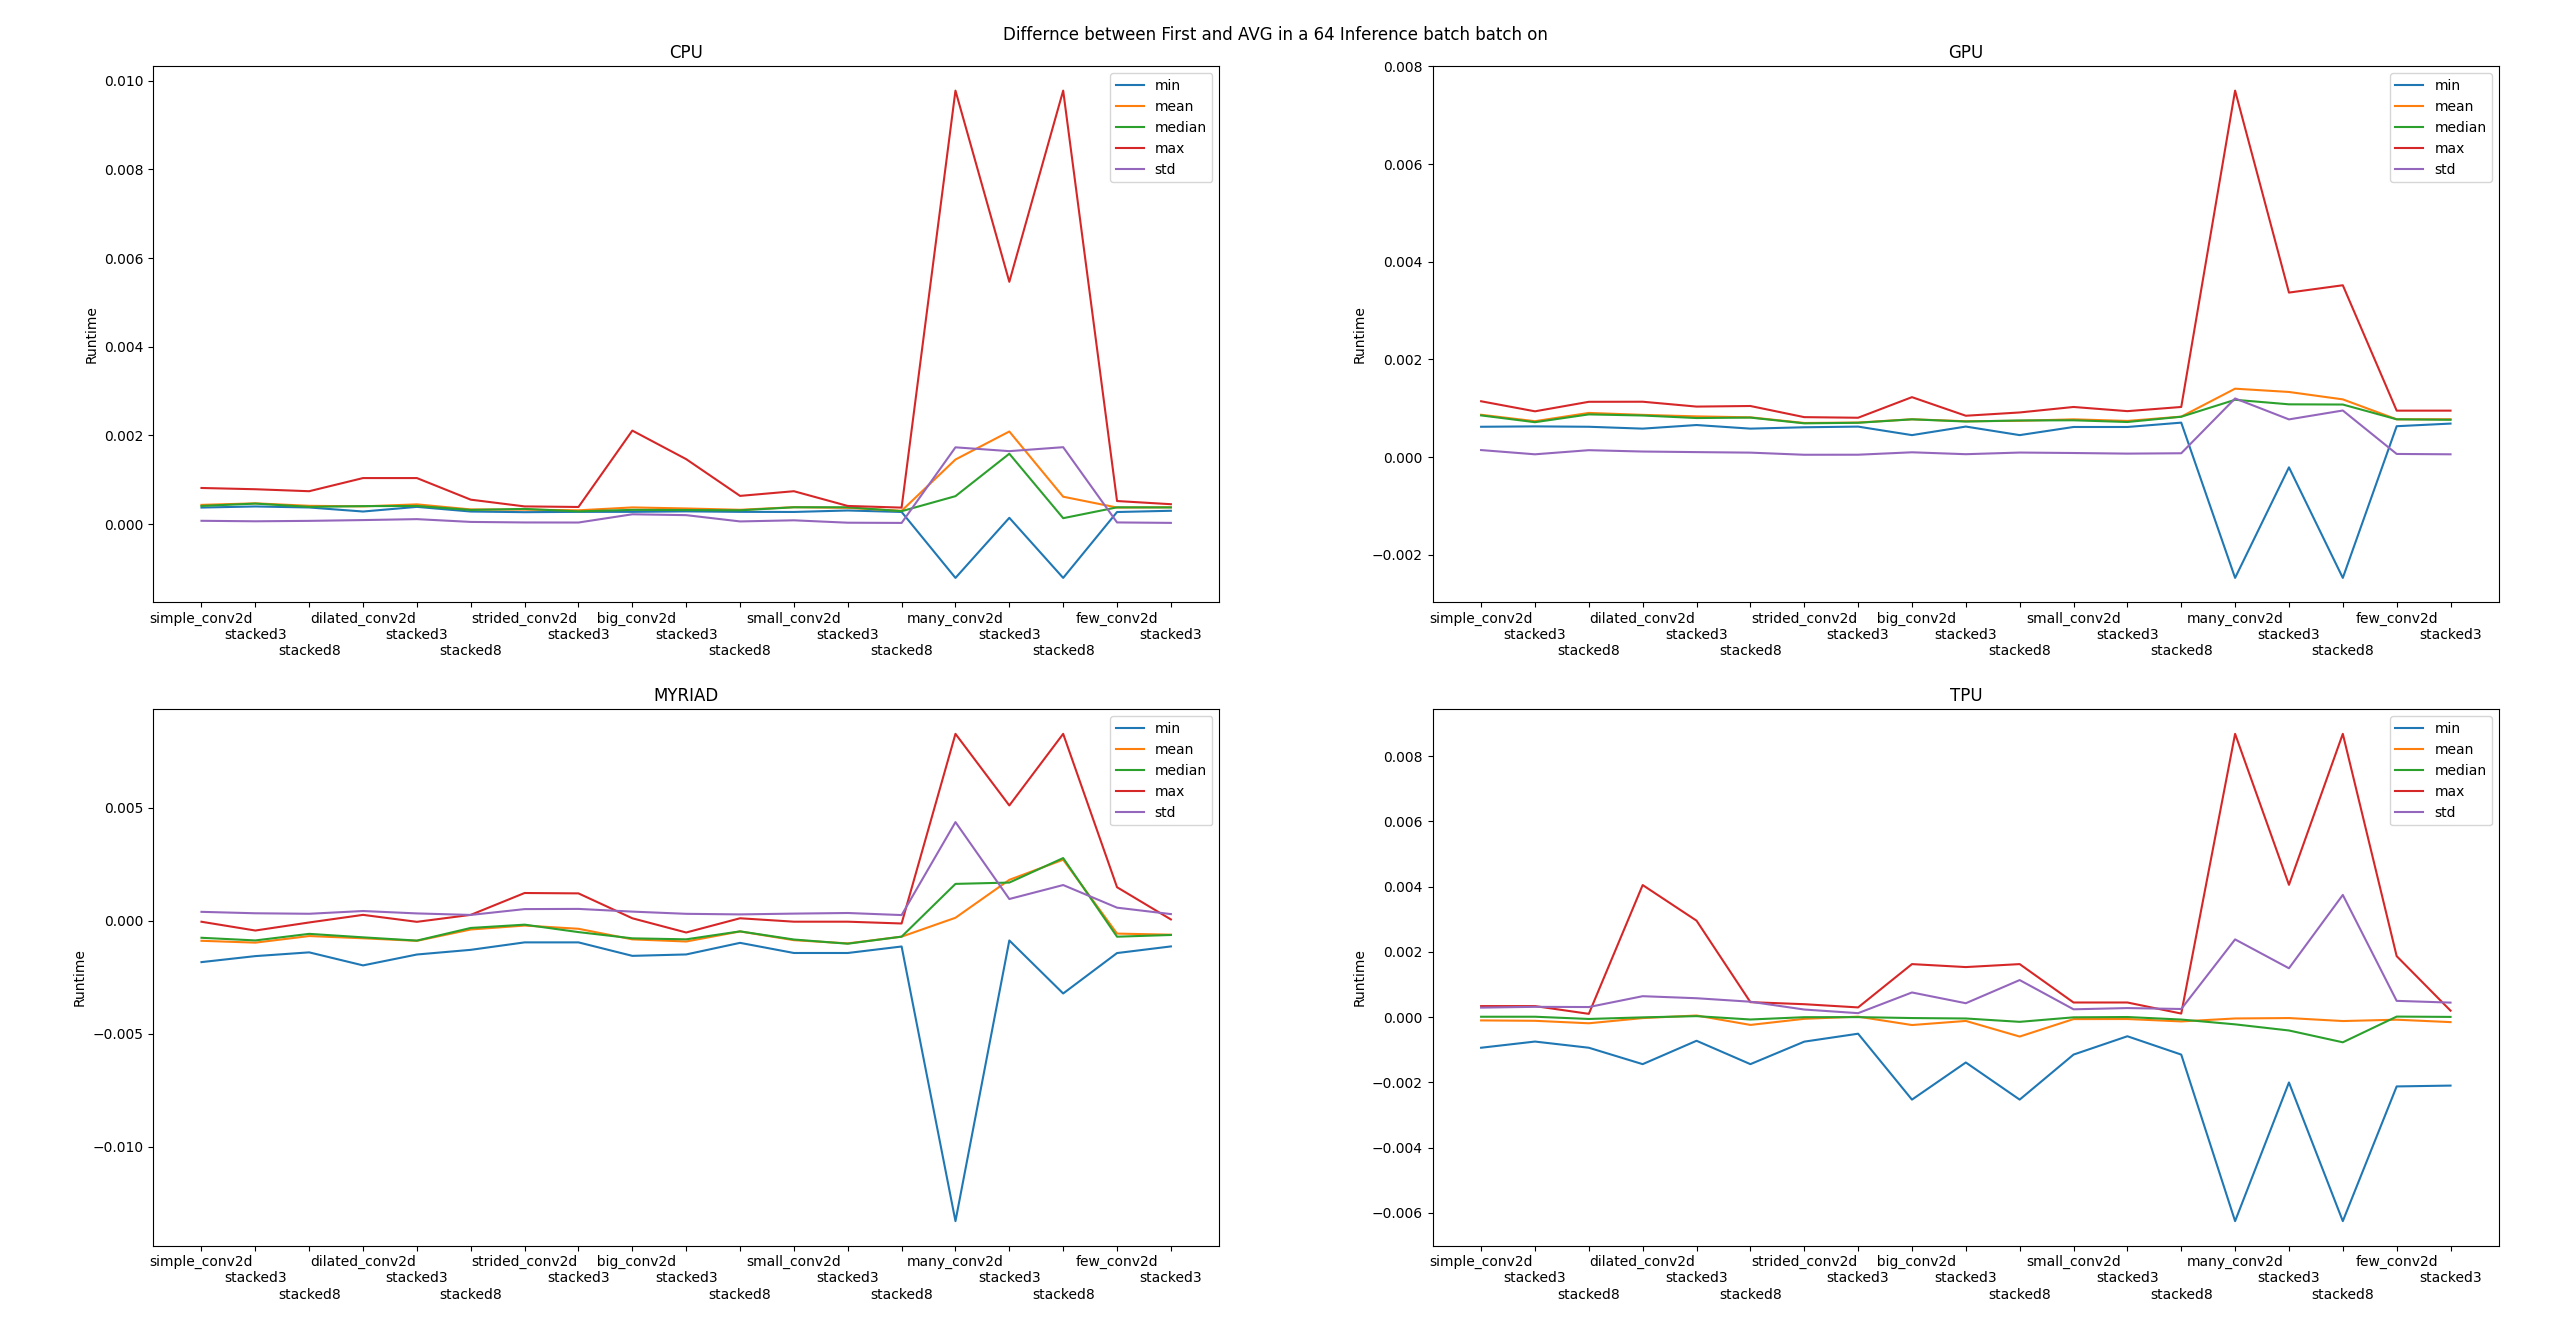 Differnce between First and AVG in a 64 Inference batch batch on
CPU
0.010
0.008
0.006
0.004
0.002
0.000
Runtime
min
mean
median
max
std
simple_conv2d dilated_conv2d strided_conv2d big_conv2d small_conv2d many_conv2d few_conv2d
stacked3 stacked3 stacked3 stacked3 stacked3 stacked3 stacked3
stacked8 stacked8 stacked8 stacked8 stacked8
GPU
0.008
0.006
0.004
0.002
0.000
−0.002
Runtime
min
mean
median
max
std
simple_conv2d dilated_conv2d strided_conv2d big_conv2d small_conv2d many_conv2d few_conv2d
stacked3 stacked3 stacked3 stacked3 stacked3 stacked3 stacked3
stacked8 stacked8 stacked8 stacked8 stacked8
MYRIAD
0.005
0.000
−0.005
−0.010
Runtime
min
mean
median
max
std
simple_conv2d dilated_conv2d strided_conv2d big_conv2d small_conv2d many_conv2d few_conv2d
stacked3 stacked3 stacked3 stacked3 stacked3 stacked3 stacked3
stacked8 stacked8 stacked8 stacked8 stacked8
TPU
0.008
0.006
0.004
0.002
0.000
−0.002
−0.004
−0.006
Runtime
min
mean
median
max
std
simple_conv2d dilated_conv2d strided_conv2d big_conv2d small_conv2d many_conv2d few_conv2d
stacked3 stacked3 stacked3 stacked3 stacked3 stacked3 stacked3
stacked8 stacked8 stacked8 stacked8 stacked8